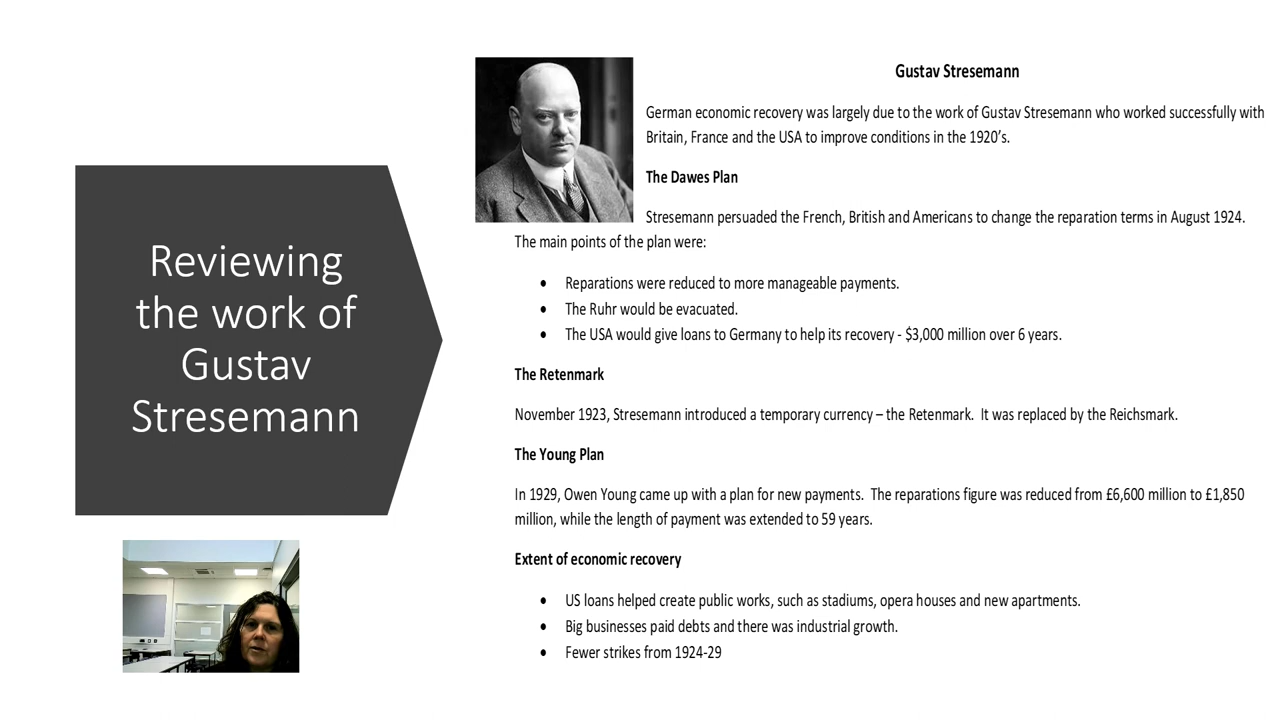 Reviewing
the work of
Gustav
Stresemann
Gustav Stresemann
German economic recovery was largely due to the work of Gustav Stresemann who worked successfully with
Britain, France and the USA to improve conditions in the 1920’s.
The Dawes Plan
Stresemann persuaded the French, British and Americans to change the reparation terms in August 1924.
The main points of the plan were:
• Reparations were reduced to more manageable payments.
• The Ruhr would be evacuated.
• The USA would give loans to Germany to help its recovery - $3,000 million over 6 years.
The Retenmark
November 1923, Stresemann introduced a temporary currency – the Retenmark.  It was replaced by the Reichsmark.
The Young Plan
In 1929, Owen Young came up with a plan for new payments.  The reparations figure was reduced from £6,600 million to £1,850
million, while the length of payment was extended to 59 years.
Extent of economic recovery
• US loans helped create public works, such as stadiums, opera houses and new apartments.
• Big businesses paid debts and there was industrial growth.
• Fewer strikes from 1924-29